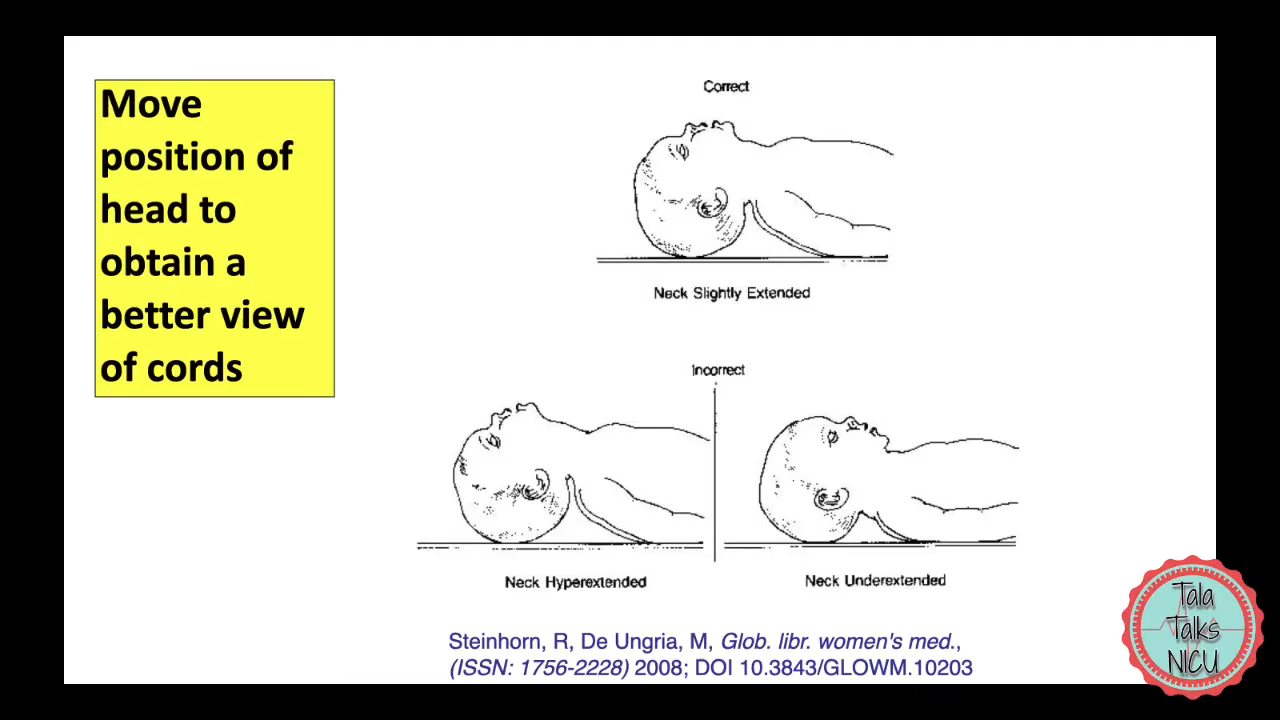 Move
position of
head to
obtain a
better view
of cords
Correct
Neck Slightly Extended
Incorrect
Neck Hyperextended
Neck Underextended
Steinhorn, R, De Ungria, M, Glob. libr. women's med.,
(ISSN: 1756-2228) 2008; DOI 10.3843/GLOWM.10203
Tala
Talks
NICU